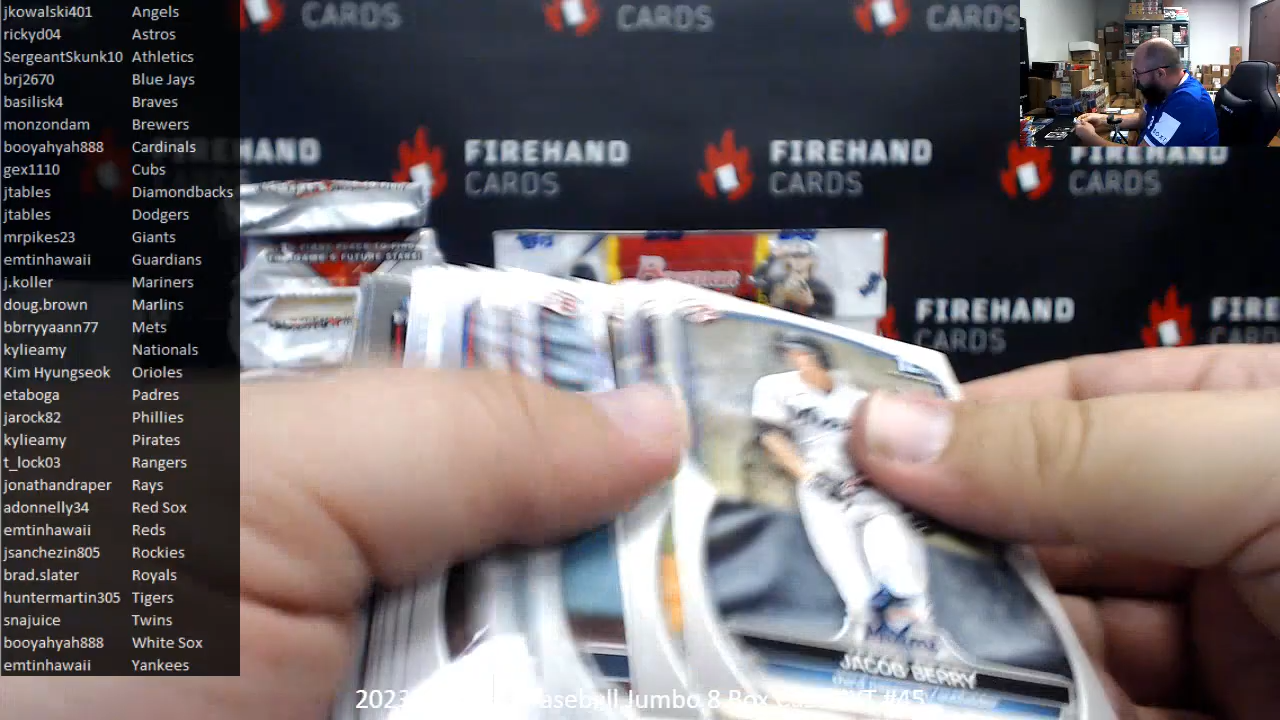 jkowalski401 Angels
rickyd04 Astros
SergeantSkunk10 Athletics
brj2670 Blue Jays
basilisk4 Braves
monzondam Brewers
booyahyah888 Cardinals
gex1110 Cubs
jtables Diamondbacks
jtables Dodgers
mrpikes23 Giants
emtinhawaii Guardians
j.koller Mariners
doug.brown Marlins
bbrryyaann77 Mets
kylieamy Nationals
Kim Hyungseok Orioles
etaboga Padres
jarock82 Phillies
kylieamy Pirates
t_lock03 Rangers
jonathandraper Rays
adonnelly34 Red Sox
emtinhawaii Reds
jsanchezin805 Rockies
brad.slater Royals
huntermartin305 Tigers
snajuice Twins
booyahyah888 White Sox
emtinhawaii Yankees
CARDS CARDS CARDS
HAND FIREHAND FIREHAND FIREHAND
CARDS CARDS CARDS CARDS
Bowman
FIREHAND FIRE
CARDS
JACOB BERRY
Baseball Jumbo 8 Box #45